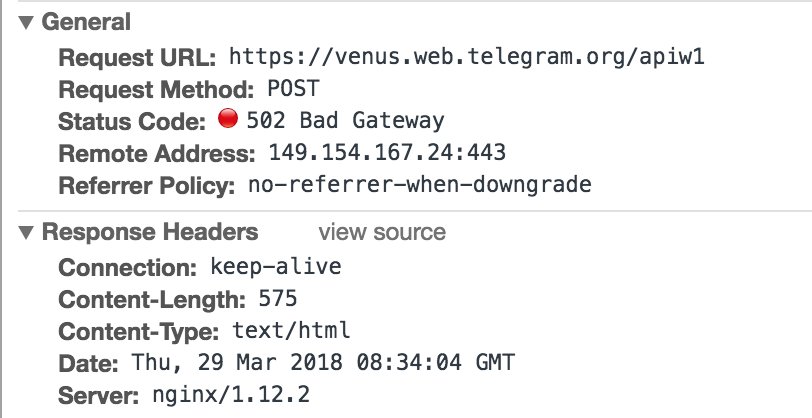 General
Request URL: https://venus.web.telegram.org/apiw1
Request Method: POST
Status Code: 502 Bad Gateway
Remote Address: 149.154.167.24:443
Referrer Policy: no-referrer-when-downgrade
Response Headers view source
Connection: keep-alive
Content-Length: 575
Content-Type: text/html
Date: Thu, 29 Mar 2018 08:34:04 GMT
Server: nginx/1.12.2